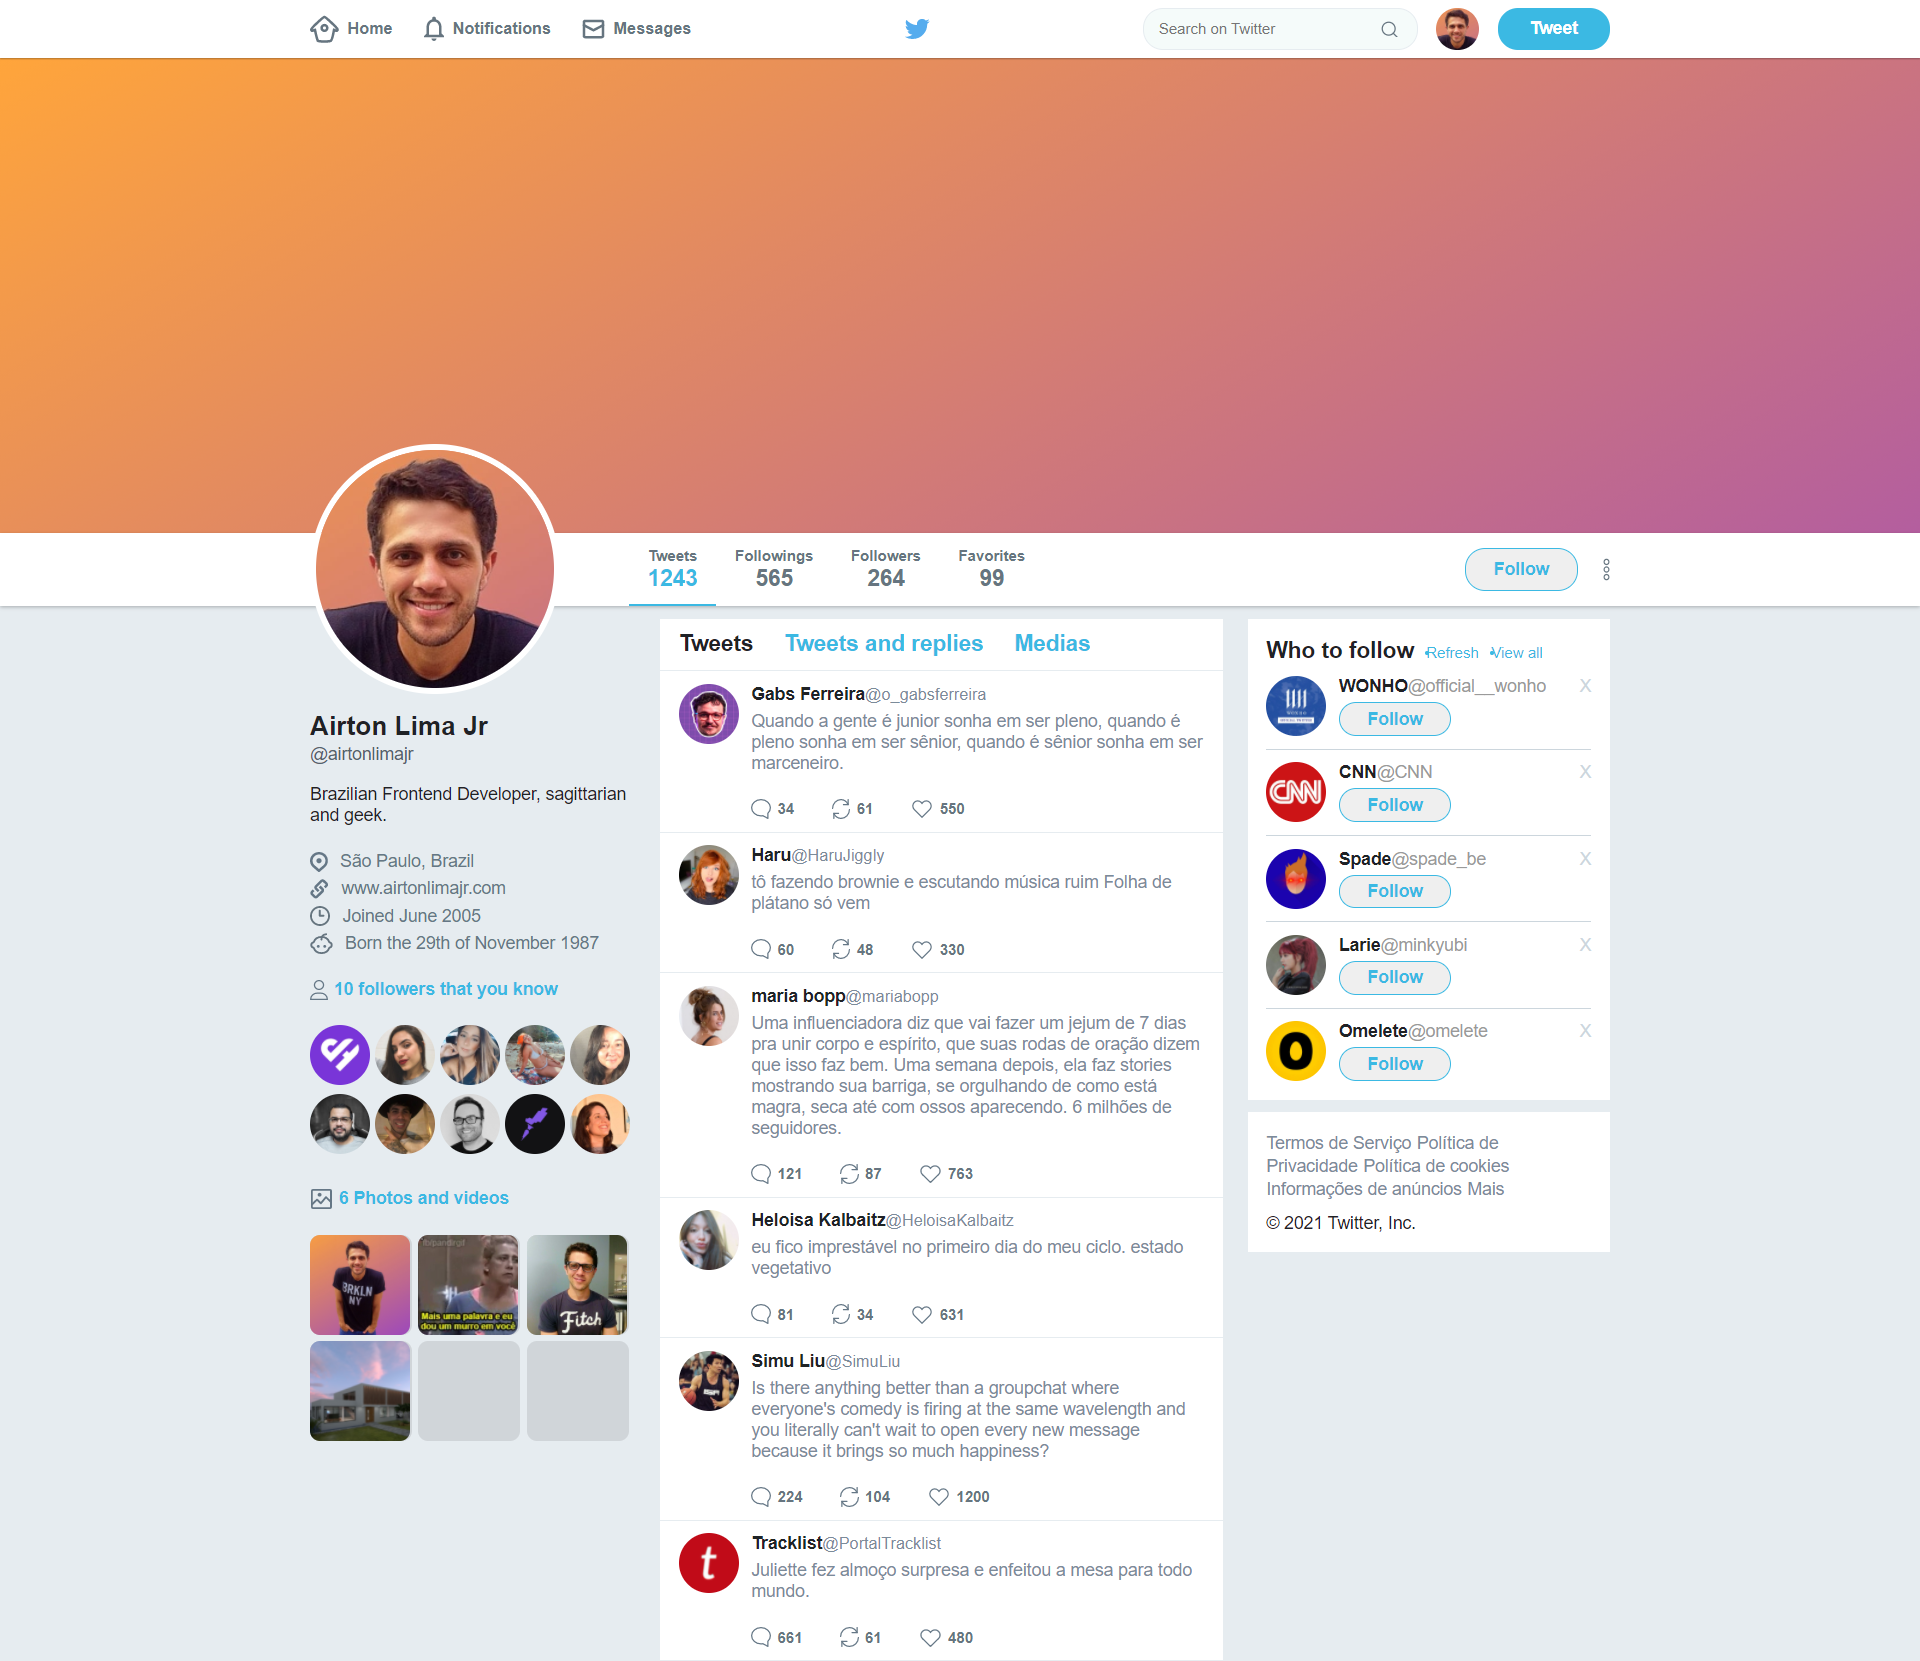 Home
Notifications
Messages
Search on Twitter
Tweet
Tweets
1243
Followings
565
Followers
264
Favorites
99
Follow
Airton Lima Jr
@airtonlimajr
Brazilian Frontend Developer, sagittarian
and geek.
São Paulo, Brazil
www.airtonlimajr.com
Joined June 2005
Born the 29th of November 1987
10 followers that you know
6 Photos and videos
BRKLN
NY
Mais uma palavra e eu
dou um murro em você
Fitch
Tweets
Tweets and replies
Medias
Gabs Ferreira@o_gabsferreira
Quando a gente é junior sonha em ser pleno, quando é
pleno sonha em ser sênior, quando é sênior sonha em ser
marceneiro.
34 61 550
Haru@HaruJiggly
tô fazendo brownie e escutando música ruim Folha de
plátano só vem
60 48 330
maria bopp@mariabopp
Uma influenciadora diz que vai fazer um jejum de 7 dias
pra unir corpo e espírito, que suas rodas de oração dizem
que isso faz bem. Uma semana depois, ela faz stories
mostrando sua barriga, se orgulhando de como está
magra, seca até com ossos aparecendo. 6 milhões de
seguidores.
121 87 763
Heloisa Kalbaitz@HeloisaKalbaitz
eu fico imprestável no primeiro dia do meu ciclo. estado
vegetativo
81 34 631
Simu Liu@SimuLiu
Is there anything better than a groupchat where
everyone's comedy is firing at the same wavelength and
you literally can't wait to open every new message
because it brings so much happiness?
224 104 1200
t
Tracklist@PortalTracklist
Juliette fez almoço surpresa e enfeitou a mesa para todo
mundo.
661 61 480
Who to follow
•Refresh •View all
WONHO@official__wonho X
Follow
CNN
CNN@CNN X
Follow
Spade@spade_be X
Follow
Larie@minkyubi X
Follow
O
Omelete@omelete X
Follow
Termos de Serviço Política de
Privacidade Política de cookies
Informações de anúncios Mais
© 2021 Twitter, Inc.